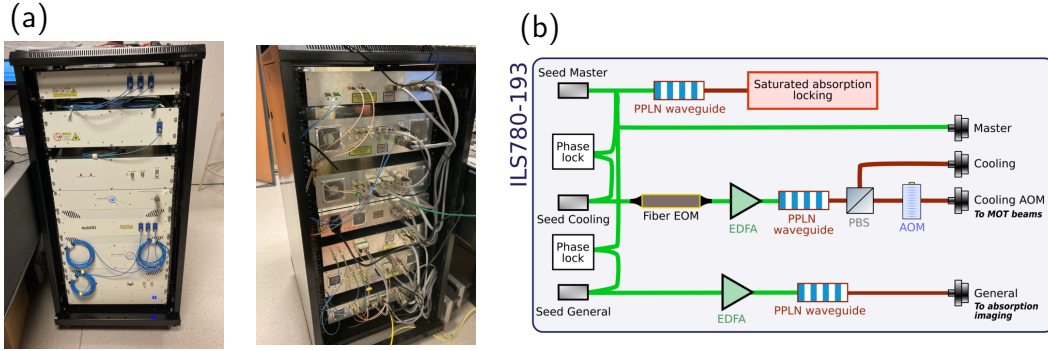 (a)
(b)
ILS780-193
Seed Master
PPLN waveguide
Saturated absorption
locking
Master
Phase
lock
Cooling
Seed Cooling
Fiber EOM
EDFA
PPLN
waveguide
PBS
AOM
Cooling AOM
To MOT beams
Phase
lock
Seed General
EDFA
PPLN waveguide
General
To absorption
imaging